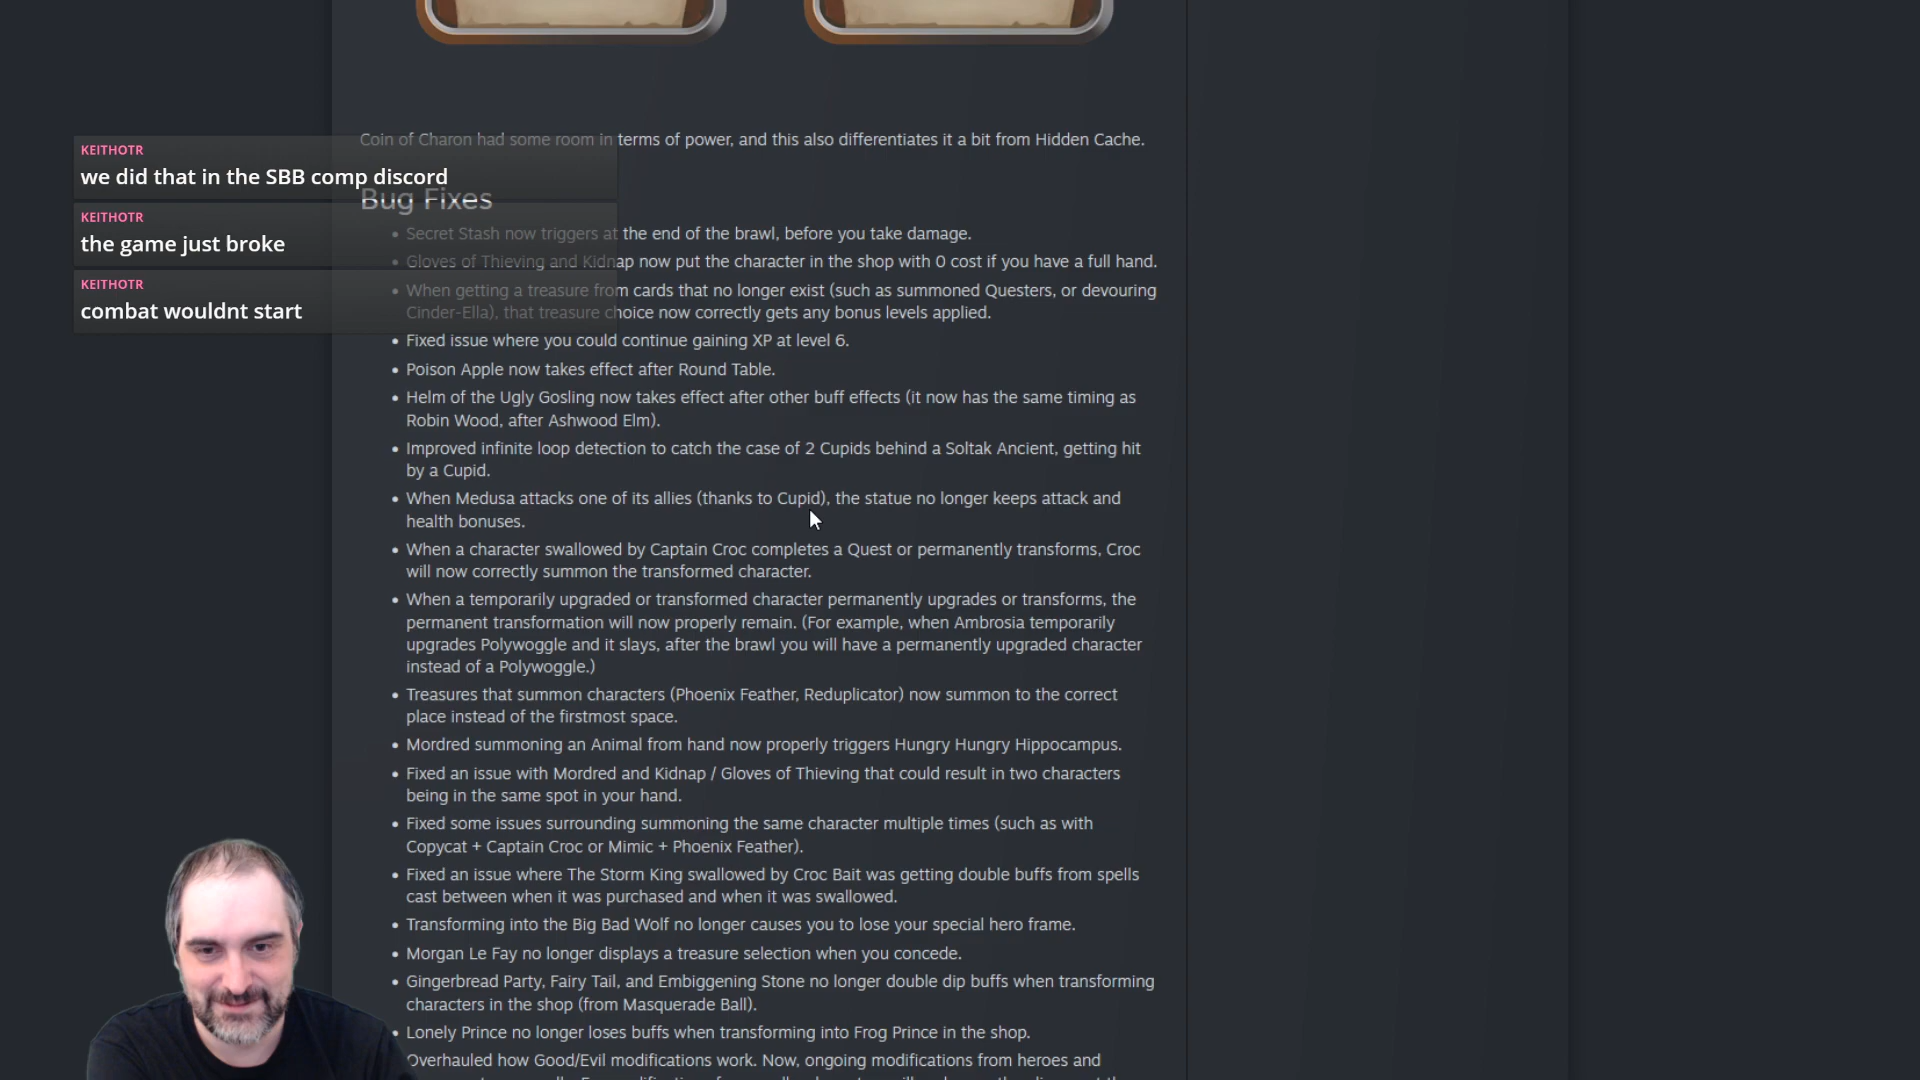 Coin of Charon had some room in terms of power, and this also differentiates it a bit from Hidden Cache.
KEITHOTR
we did that in the SBB comp discord
KEITHOTR
the game just broke
KEITHOTR
combat wouldnt start
Bug Fixes
• Secret Stash now triggers at the end of the brawl, before you take damage.
• Gloves of Thieving and Kidnap now put the character in the shop with 0 cost if you have a full hand.
• When getting a treasure from cards that no longer exist (such as summoned Questers, or devouring
Cinder-Ella), that treasure choice now correctly gets any bonus levels applied.
• Fixed issue where you could continue gaining XP at level 6.
• Poison Apple now takes effect after Round Table.
• Helm of the Ugly Gosling now takes effect after other buff effects (it now has the same timing as
Robin Wood, after Ashwood Elm).
• Improved infinite loop detection to catch the case of 2 Cupids behind a Soltak Ancient, getting hit
by a Cupid.
• When Medusa attacks one of its allies (thanks to Cupid), the statue no longer keeps attack and
health bonuses.
• When a character swallowed by Captain Croc completes a Quest or permanently transforms, Croc
will now correctly summon the transformed character.
• When a temporarily upgraded or transformed character permanently upgrades or transforms, the
permanent transformation will now properly remain. (For example, when Ambrosia temporarily
upgrades Polywoggle and it slays, after the brawl you will have a permanently upgraded character
instead of a Polywoggle.)
• Treasures that summon characters (Phoenix Feather, Reduplicator) now summon to the correct
place instead of the firstmost space.
• Mordred summoning an Animal from hand now properly triggers Hungry Hungry Hippocampus.
• Fixed an issue with Mordred and Kidnap / Gloves of Thieving that could result in two characters
being in the same spot in your hand.
• Fixed some issues surrounding summoning the same character multiple times (such as with
Copycat + Captain Croc or Mimic + Phoenix Feather).
• Fixed an issue where The Storm King swallowed by Croc Bait was getting double buffs from spells
cast between when it was purchased and when it was swallowed.
• Transforming into the Big Bad Wolf no longer causes you to lose your special hero frame.
• Morgan Le Fay no longer displays a treasure selection when you concede.
• Gingerbread Party, Fairy Tail, and Embiggening Stone no longer double dip buffs when transforming
characters in the shop (from Masquerade Ball).
• Lonely Prince no longer loses buffs when transforming into Frog Prince in the shop.
Overhauled how Good/Evil modifications work. Now, ongoing modifications from heroes and